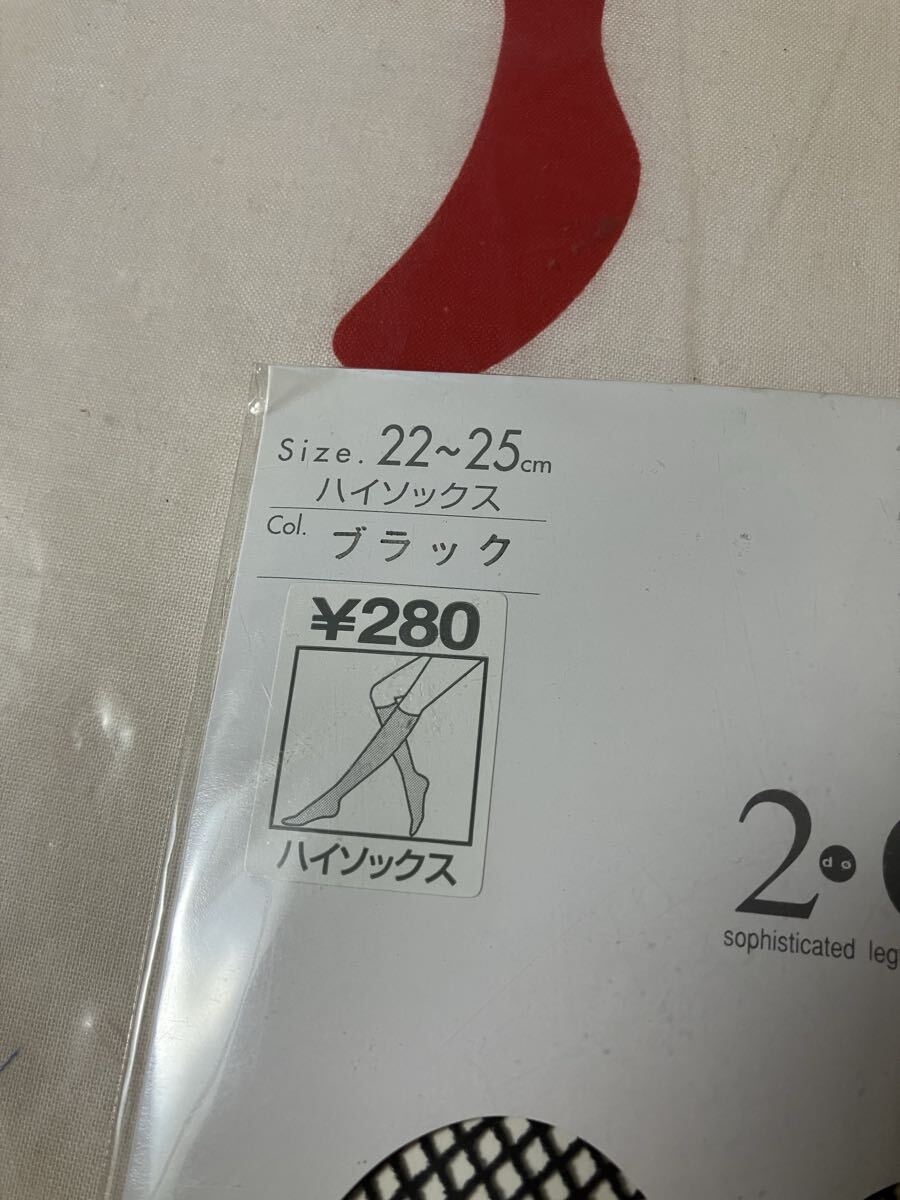 Size. 22~25cm
ハイソックス
Col. ブラック
¥280
ハイソックス
2・
do
sophisticated leg